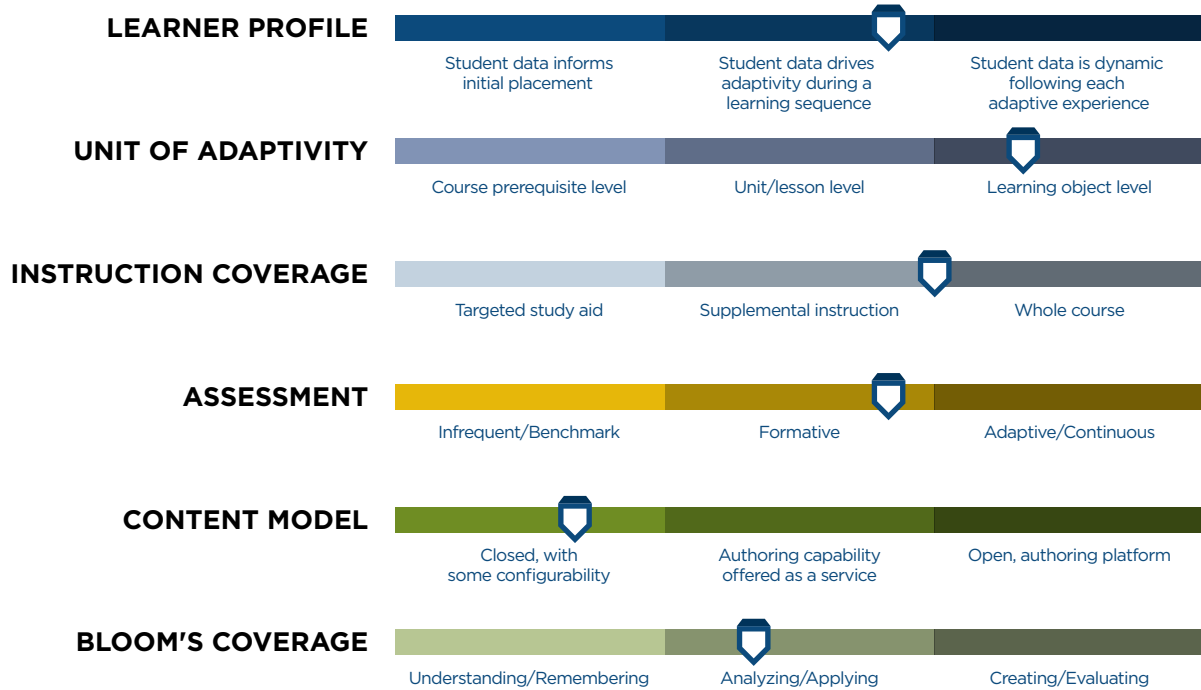 LEARNER PROFILE
Student data informs
initial placement
Student data drives
adaptivity during a
learning sequence
Student data is dynamic
following each
adaptive experience
UNIT OF ADAPTIVITY
Course prerequisite level
Unit/lesson level
Learning object level
INSTRUCTION COVERAGE
Targeted study aid
Supplemental instruction
Whole course
ASSESSMENT
Infrequent/Benchmark
Formative
Adaptive/Continuous
CONTENT MODEL
Closed, with
some configurability
Authoring capability
offered as a service
Open, authoring platform
BLOOM'S COVERAGE
Understanding/Remembering
Analyzing/Applying
Creating/Evaluating